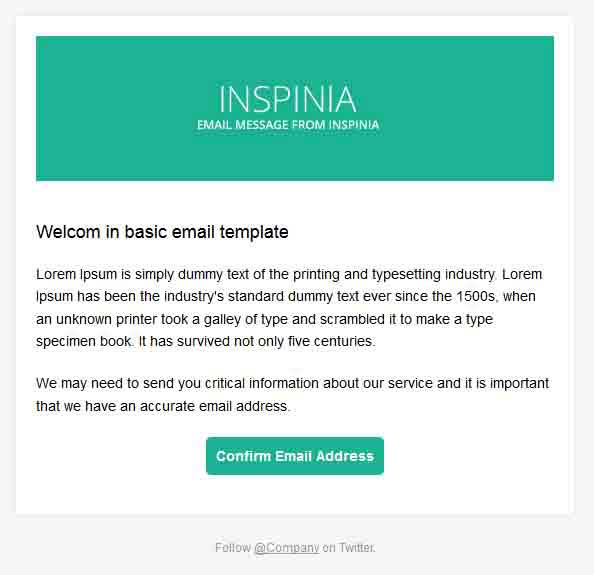 INSPINIA
EMAIL MESSAGE FROM INSPINIA
Welcom in basic email template
Lorem Ipsum is simply dummy text of the printing and typesetting industry. Lorem
Ipsum has been the industry's standard dummy text ever since the 1500s, when
an unknown printer took a galley of type and scrambled it to make a type
specimen book. It has survived not only five centuries.
We may need to send you critical information about our service and it is important
that we have an accurate email address.
Confirm Email Address
Follow @Company on Twitter.